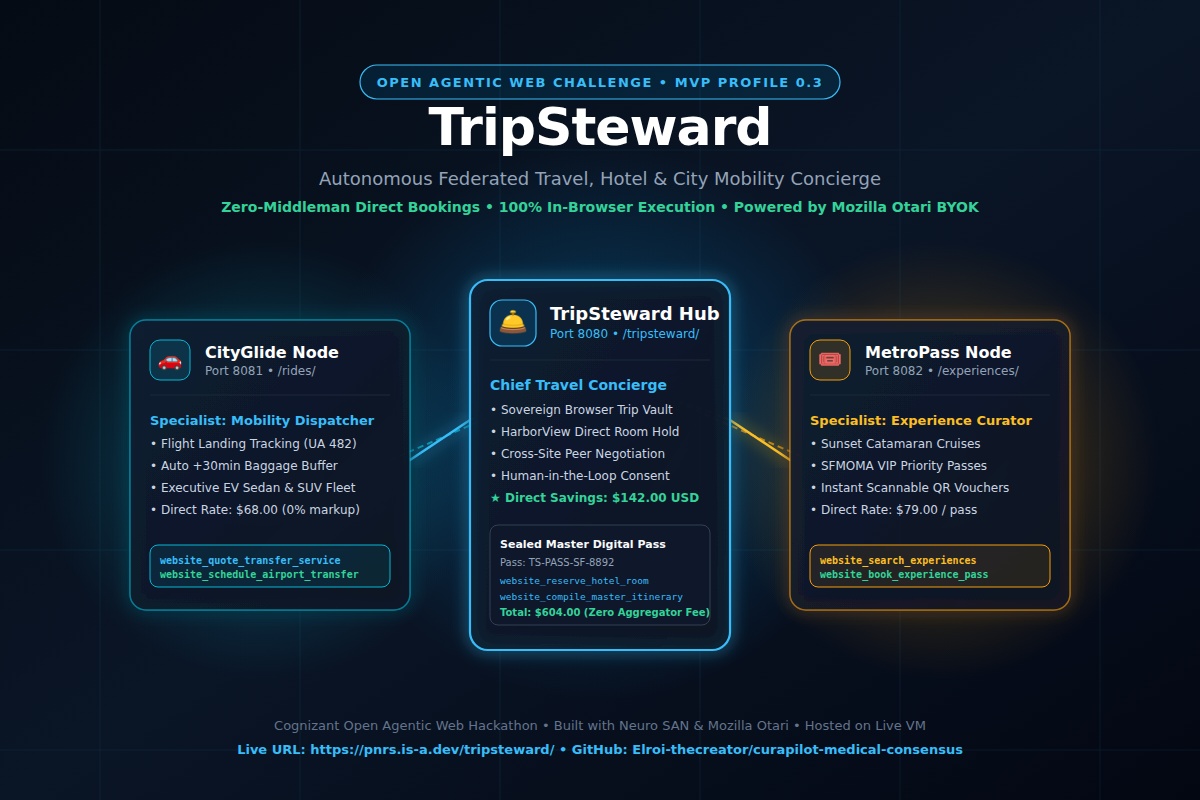 OPEN AGENTIC WEB CHALLENGE • MVP PROFILE 0.3
TripSteward
Autonomous Federated Travel, Hotel & City Mobility Concierge
Zero-Middleman Direct Bookings • 100% In-Browser Execution • Powered by Mozilla Otari BYOK
CityGlide Node
Port 8081 • /rides/
Specialist: Mobility Dispatcher
• Flight Landing Tracking (UA 482)
• Auto +30min Baggage Buffer
• Executive EV Sedan & SUV Fleet
• Direct Rate: $68.00 (0% markup)
website_quote_transfer_service
website_schedule_airport_transfer
TripSteward Hub
Port 8080 • /tripsteward/
Chief Travel Concierge
• Sovereign Browser Trip Vault
• HarborView Direct Room Hold
• Cross-Site Peer Negotiation
• Human-in-the-Loop Consent
★ Direct Savings: $142.00 USD
Sealed Master Digital Pass
Pass: TS-PASS-SF-8892
website_reserve_hotel_room
website_compile_master_itinerary
Total: $604.00 (Zero Aggregator Fee)
MetroPass Node
Port 8082 • /experiences/
Specialist: Experience Curator
• Sunset Catamaran Cruises
• SFMOMA VIP Priority Passes
• Instant Scannable QR Vouchers
• Direct Rate: $79.00 / pass
website_search_experiences
website_book_experience_pass
Cognizant Open Agentic Web Hackathon • Built with Neuro SAN & Mozilla Otari • Hosted on Live VM
Live URL: https://pnrs.is-a.dev/tripsteward/ • GitHub: Elroi-thecreator/curapilot-medical-consensus